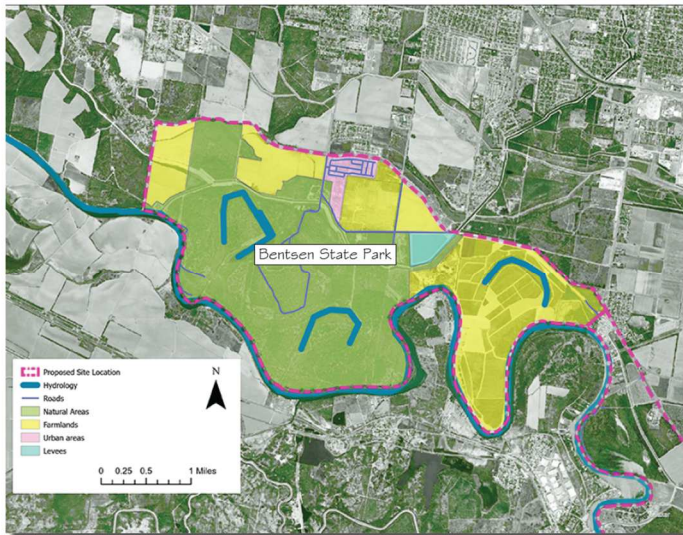 Bentsen State Park
Proposed Site Location
Hydrology
Roads
Natural Areas
Farmlands
Urban areas
Levees
N
0 0.25 0.5 1 Miles